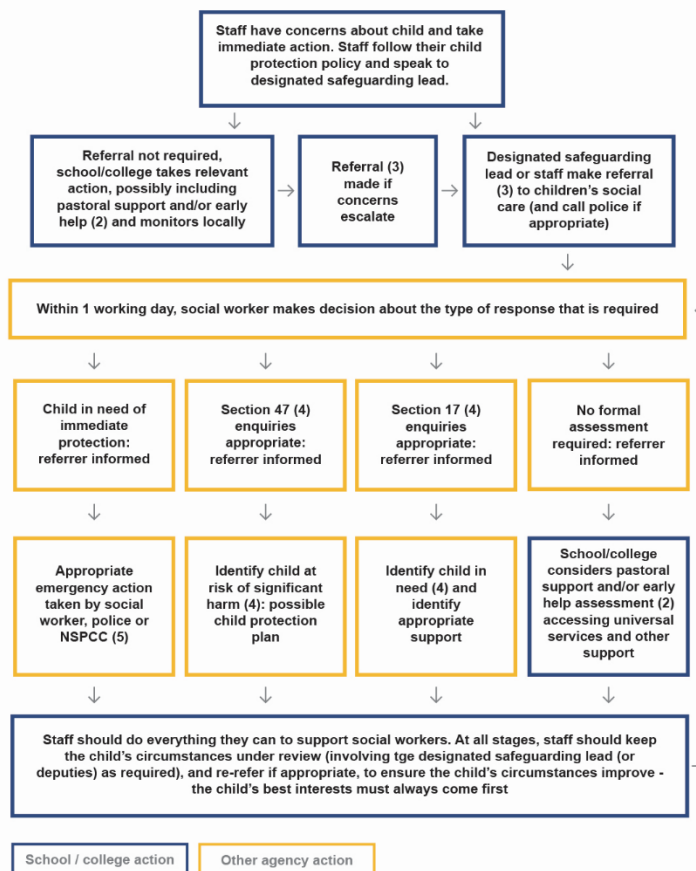 Staff have concerns about child and take
immediate action. Staff follow their child
protection policy and speak to
designated safeguarding lead.
Referral not required,
school/college takes relevant
action, possibly including
pastoral support and/or early
help (2) and monitors locally
Referral (3)
made if
concerns
escalate
Designated safeguarding
lead or staff make referral
(3) to children's social
care (and call police if
appropriate)
Within 1 working day, social worker makes decision about the type of response that is required
Child in need of
immediate
protection:
referrer informed
Section 47 (4)
enquiries
appropriate:
referrer informed
Section 17 (4)
enquiries
appropriate:
referrer informed
No formal
assessment
required: referrer
informed
Appropriate
emergency action
taken by social
worker, police or
NSPCC (5)
Identify child at
risk of significant
harm (4): possible
child protection
plan
Identify child in
need (4) and
identify
appropriate
support
School/college
considers pastoral
support and/or early
help assessment (2)
accessing universal
services and other
support
Staff should do everything they can to support social workers. At all stages, staff should keep
the child's circumstances under review (involving tge designated safeguarding lead (or
deputies) as required), and re-refer if appropriate, to ensure the child's circumstances improve -
the child's best interests must always come first
School / college action
Other agency action